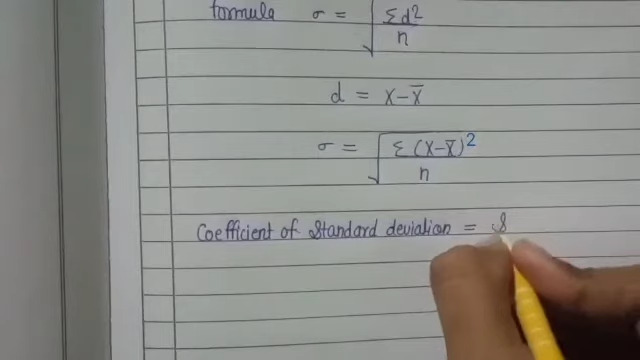 formula σ = √Σd²/n
d = x-x̄
σ = √Σ(x-x̄)²/n
Coefficient of Standard deviation = S